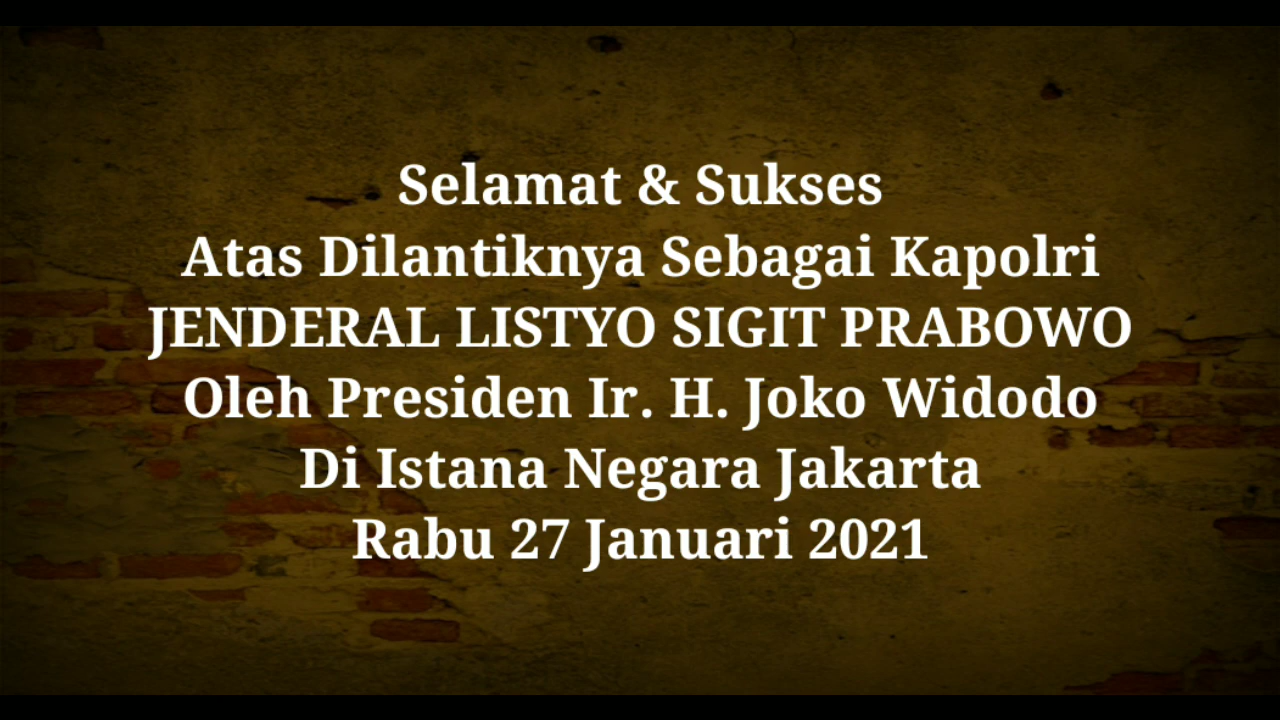 Selamat & Sukses
Atas Dilantiknya Sebagai Kapolri
JENDERAL LISTYO SIGIT PRABOWO
Oleh Presiden Ir. H. Joko Widodo
Di Istana Negara Jakarta
Rabu 27 Januari 2021